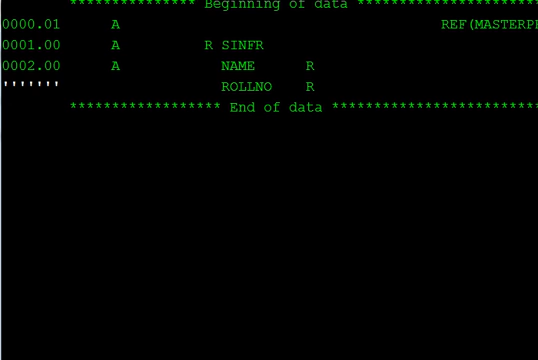 *************** Beginning of data **********************
0000.01 A REF(MASTERP
0001.00 A R SINFR
0002.00 A NAME R
''''''' ROLLNO R
****************** End of data *************************